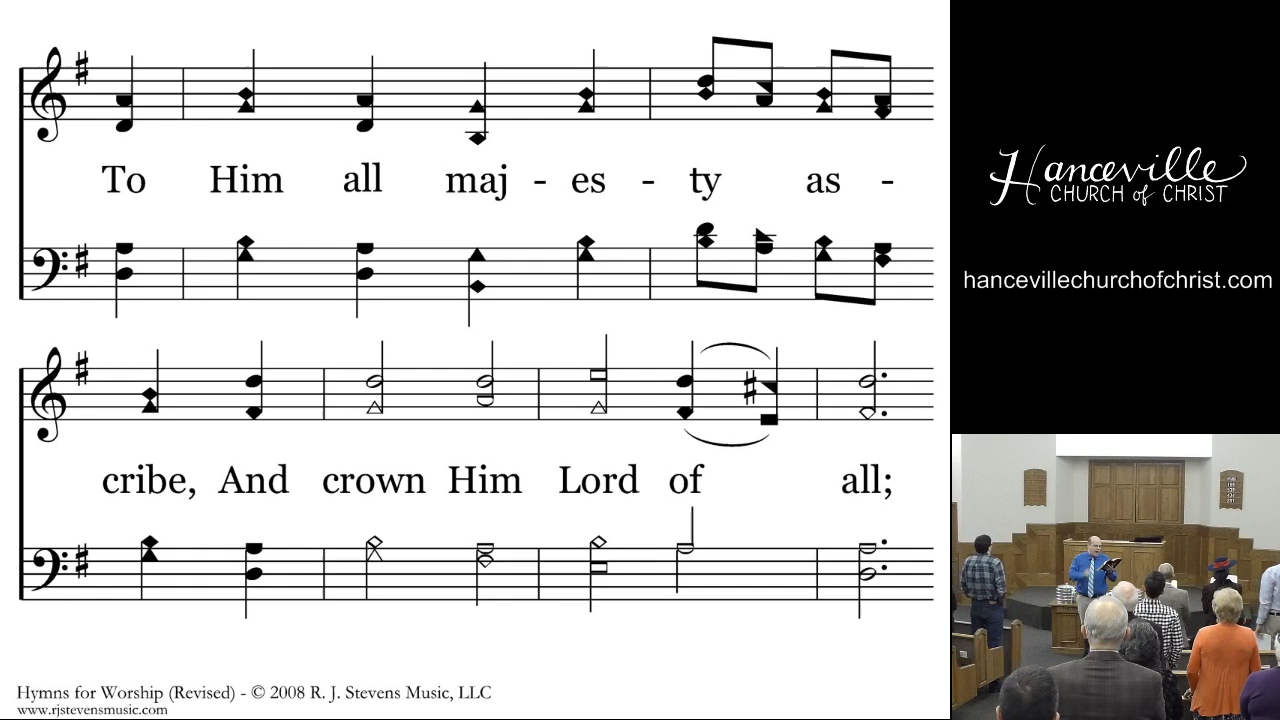 To Him all maj - es - ty as -
cribe, And crown Him Lord of all;
Hymns for Worship (Revised) - © 2008 R. J. Stevens Music, LLC
www.rjstevensmusic.com
Hanceville
CHURCH of CHRIST
hancevillechurchofchrist.com